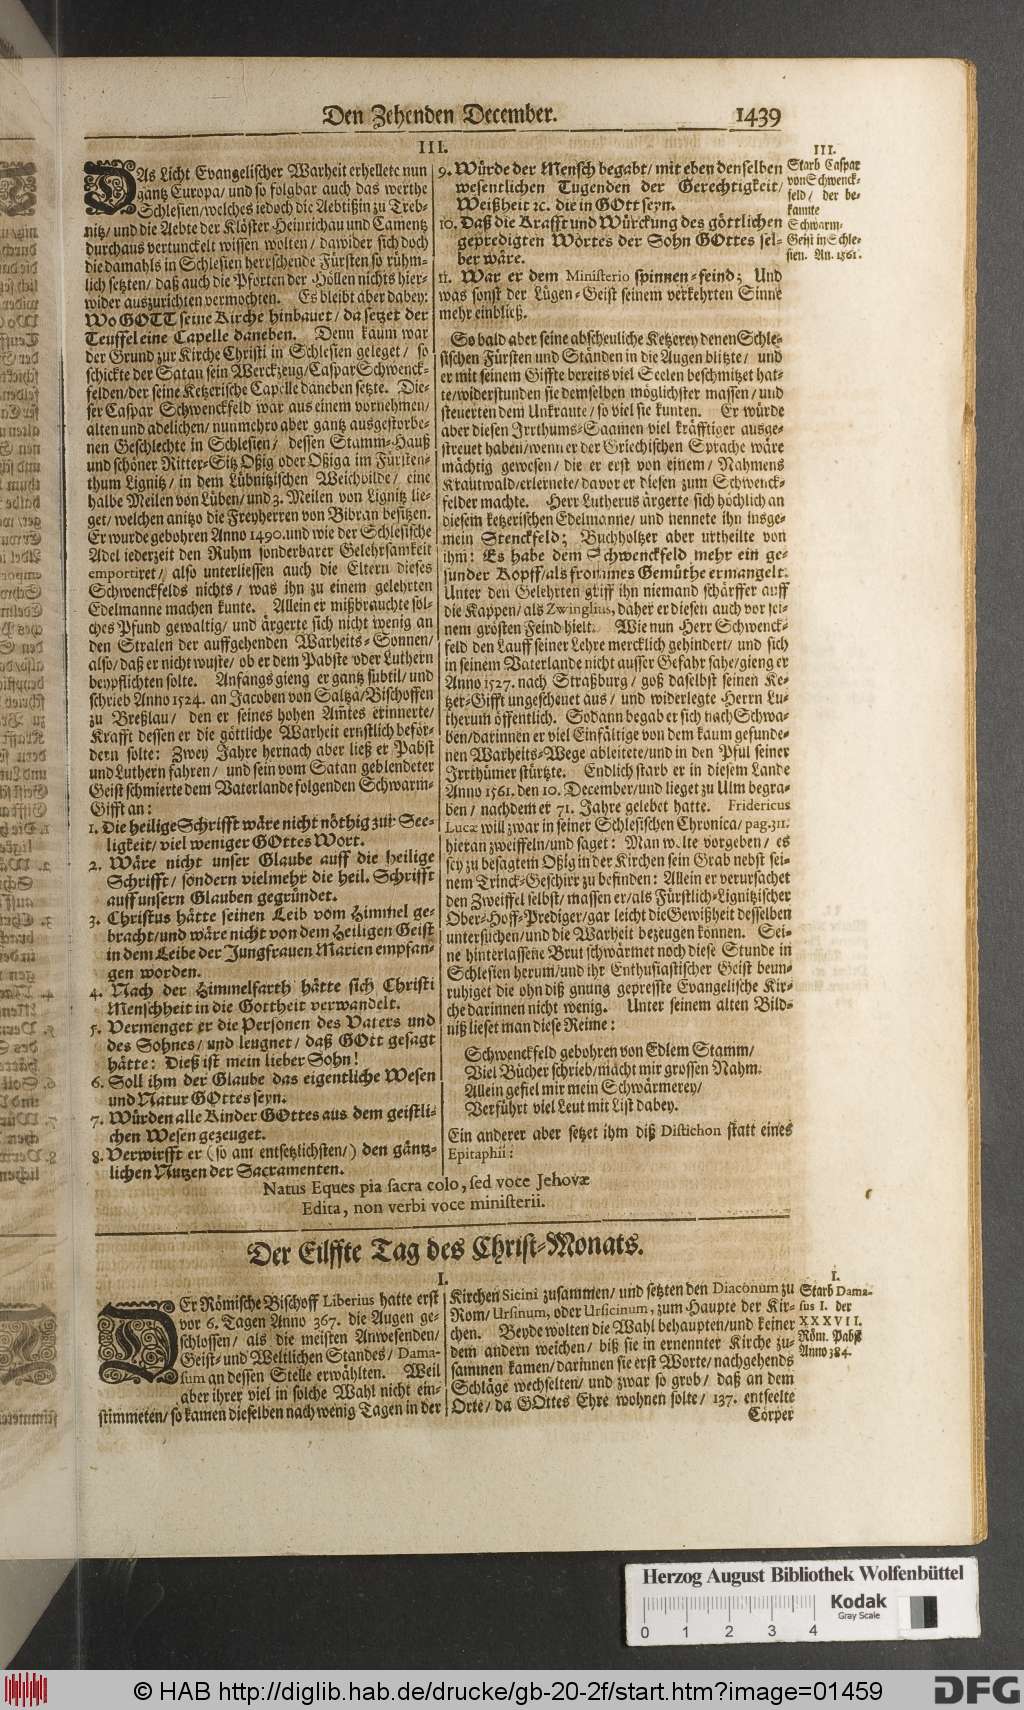 Den Zehenden December. 1439
III.
DAs Licht Evangelischer Warheit erhellete nun
gantz Europa/ und so folgbar auch das werthe
Schlesien/ welches iedoch die Aebtißin zu Treb-
nitz/ und die Aebte der Klöster Heinrichau und Camentz
durchaus vertunckelt wissen wolten/ dawider sich doch
die damahls in Schlesien herrschende Fürsten so rühm-
lich setzten/ daß auch die Pforten der Höllen nichts hier-
wider auszurichten vermochten. Es bleibt aber dabey:
Wo GOTT seine Kirche hinbauet/ da setzet der
Teuffel eine Capelle daneben. Denn kaum war
der Grund zur Kirche Christi in Schlesien geleget/ so
schickte der Satan sein Werckzeug/ Caspar Schwenck-
felden/ der seine Ketzerische Capelle daneben setzte. Die-
ser Caspar Schwenckfeld war aus einem vornehmen/
alten und adelichen/ nunmehro aber gantz ausgestorbe-
nen Geschlechte in Schlesien/ dessen Stamm-Hauß
und schöner Ritter-Sitz Oßig oder Oßiga im Fürsten-
thum Lignitz/ in dem Lübnitzischen Weichbilde/ eine
halbe Meilen von Lüben/ und 3. Meilen von Lignitz lie-
get/ welchen anitzo die Freyherren von Bibran besitzen.
Er wurde gebohren Anno 1490. und wie der Schlesische
Adel iederzeit den Ruhm sonderbarer Gelehrsamkeit
emportiret/ also unterliessen auch die Eltern dieses
Schwenckfelds nichts/ was ihn zu einem gelehrten
Edelmanne machen kunte. Allein er mißbrauchte sol-
ches Pfund gewaltig/ und ärgerte sich nicht wenig an
den Stralen der auffgehenden Warheits-Sonnen/
also/ daß er nicht wuste/ ob er dem Pabste oder Luthern
beypflichten solte. Anfangs gieng er gantz subtil/ und
schrieb Anno 1524. an Jacoben von Saltza/ Bischoffen
zu Breßlau/ den er seines hohen Amtes erinnerte/
Krafft dessen er die göttliche Warheit ernstlich beför-
dern solte: Zwey Jahre hernach aber ließ er Pabst
und Luthern fahren/ und sein vom Satan geblendeter
Geist schmierte dem Vaterlande folgenden Schwarm-
Gifft an:
1. Die heilige Schrifft wäre nicht nöthig zur See-
ligkeit/ viel weniger GOttes Wort.
2. Wäre nicht unser Glaube auff die heilige
Schrifft/ sondern vielmehr die heil. Schrifft
auff unsern Glauben gegründet.
3. Christus hätte seinen Leib vom Himmel ge-
bracht/ und wäre nicht von dem Heiligen Geist
in dem Leibe der Jungfrauen Marien empfan-
gen worden.
4. Nach der Himmelfarth hätte sich Christi
Menschheit in die Gottheit verwandelt.
5. Vermenget er die Personen des Vaters und
des Sohnes/ und leugnet/ daß GOtt gesagt
hätte: Dieß ist mein lieber Sohn!
6. Soll ihm der Glaube das eigentliche Wesen
und Natur GOttes seyn.
7. Würden alle Kinder GOttes aus dem geistli-
chen Wesen gezeuget.
8. Verwirfft er (so am entsetzlichsten/) den gäntz-
lichen Nutzen der Sacramenten.
9. Würde der Mensch begabt/ mit eben denselben
wesentlichen Tugenden der Gerechtigkeit/
Weißheit ꝛc. die in GOtt seyn.
10. Daß die Krafft und Würckung des göttlichen
gepredigten Wortes der Sohn GOttes sel-
ber wäre.
11. War er dem Ministerio spinnen-feind; Und
was sonst der Lügen-Geist seinem verkehrten Sinne
mehr einbließ.
So bald aber seine abscheuliche Ketzerey denen Schle-
sischen Fürsten und Ständen in die Augen blitzte/ und
er mit seinem Giffte bereits viel Seelen beschmitzet hat-
te/ widerstunden sie demselben möglichster massen/ und
steuerten dem Unkraute/ so viel sie kunten. Er würde
aber diesen Irrthums-Saamen viel kräfftiger ausge-
streuet haben/ wenn er der Griechischen Sprache wäre
mächtig gewesen/ die er erst von einem/ Nahmens
Krautwald/ erlernete/ davor er diesen zum Schwenck-
felder machte. Herr Lutherus ärgerte sich höchlich an
diesem ketzerischen Edelmanne/ und nennete ihn insge-
mein Stenckfeld; Buchholtzer aber urtheilte von
ihm: Es habe dem Schwenckfeld mehr ein ge-
sunder Kopff/ als frommes Gemüthe ermangelt.
Unter den Gelehrten griff ihn niemand schärffer auff
die Kappen/ als Zwinglius, daher er diesen auch vor sei-
nem grösten Feind hielt. Wie nun Herr Schwenck-
feld den Lauff seiner Lehre mercklich gehindert/ und sich
in seinem Vaterlande nicht ausser Gefahr sahe/ gieng er
Anno 1527. nach Straßburg/ goß daselbst seinen Ke-
tzer-Gifft ungescheuet aus/ und widerlegte Herrn Lu-
therum öffentlich. Sodann begab er sich nach Schwa-
ben/ darinnen er viel Einfältige von dem kaum gefunde-
nen Warheits-Wege ableitete/ und in den Pful seiner
Irrthümer stürtzte. Endlich starb er in diesem Lande
Anno 1561. den 10. December/ und lieget zu Ulm begra-
ben/ nachdem er 71. Jahre gelebet hatte. Fridericus
Lucæ will zwar in seiner Schlesischen Chronica/ pag. 311.
hieran zweiffeln/ und saget: Man wolte vorgeben/ es
sey zu besagtem Oßig in der Kirchen sein Grab nebst sei-
nem Trinck-Geschirr zu befinden: Allein er verursachet
den Zweiffel selbst/ massen er/ als Fürstlich-Lignitzischer
Ober-Hoff-Prediger/ gar leicht die Gewißheit desselben
untersuchen/ und die Warheit bezeugen können. Sei-
ne hinterlassene Brut schwärmet noch diese Stunde in
Schlesien herum/ und ihr Enthusiastischer Geist beun-
ruhiget die ohn diß gnung gepresste Evangelische Kir-
che darinnen nicht wenig. Unter seinem alten Bild-
niß lieset man diese Reime:
Schwenckfeld gebohren von Edlem Stamm/
Viel Bücher schrieb/ macht mir grossen Nahm.
Allein gefiel mir mein Schwärmerey/
Verführt viel Leut mit List dabey.
Ein anderer aber setzet ihm diß Distichon statt eines
Epitaphii:
Natus Eques pia sacra colo, sed voce Jehovæ
Edita, non verbi voce ministerii.
III.
Starb Caspar
von Schwenck-
feld/ der be-
kannte
Schwarm-
Geist in Schle-
sien. An. 1561.
Der Eilffte Tag des Christ-Monats.
I.
DEr Römische Bischoff Liberius hatte erst
vor 6. Tagen Anno 367. die Augen ge-
schlossen/ als die meisten Anwesenden/
Geist- und Weltlichen Standes/ Dama-
sum an dessen Stelle erwählten. Weil
aber ihrer viel in solche Wahl nicht ein-
stimmeten/ so kamen dieselben nach wenig Tagen in der
Kirchen Sicini zusammen/ und setzten den Diaconum zu
Rom/ Ursinum, oder Ursicinum, zum Haupte der Kir-
chen. Beyde wolten die Wahl behaupten/ und keiner
dem andern weichen/ biß sie in ernennter Kirche zu-
sammen kamen/ darinnen sie erst Worte/ nachgehends
Schläge wechselten/ und zwar so grob/ daß an dem
Orte/ da GOttes Ehre wohnen solte/ 137. entseelte
Cörper
I.
Starb Dama-
sus I. der
XXXVII.
Röm. Pabst
Anno 384.
Herzog August Bibliothek Wolfenbüttel
Kodak
Gray Scale
0 1 2 3 4
© HAB http://diglib.hab.de/drucke/gb-20-2f/start.htm?image=01459
DFG